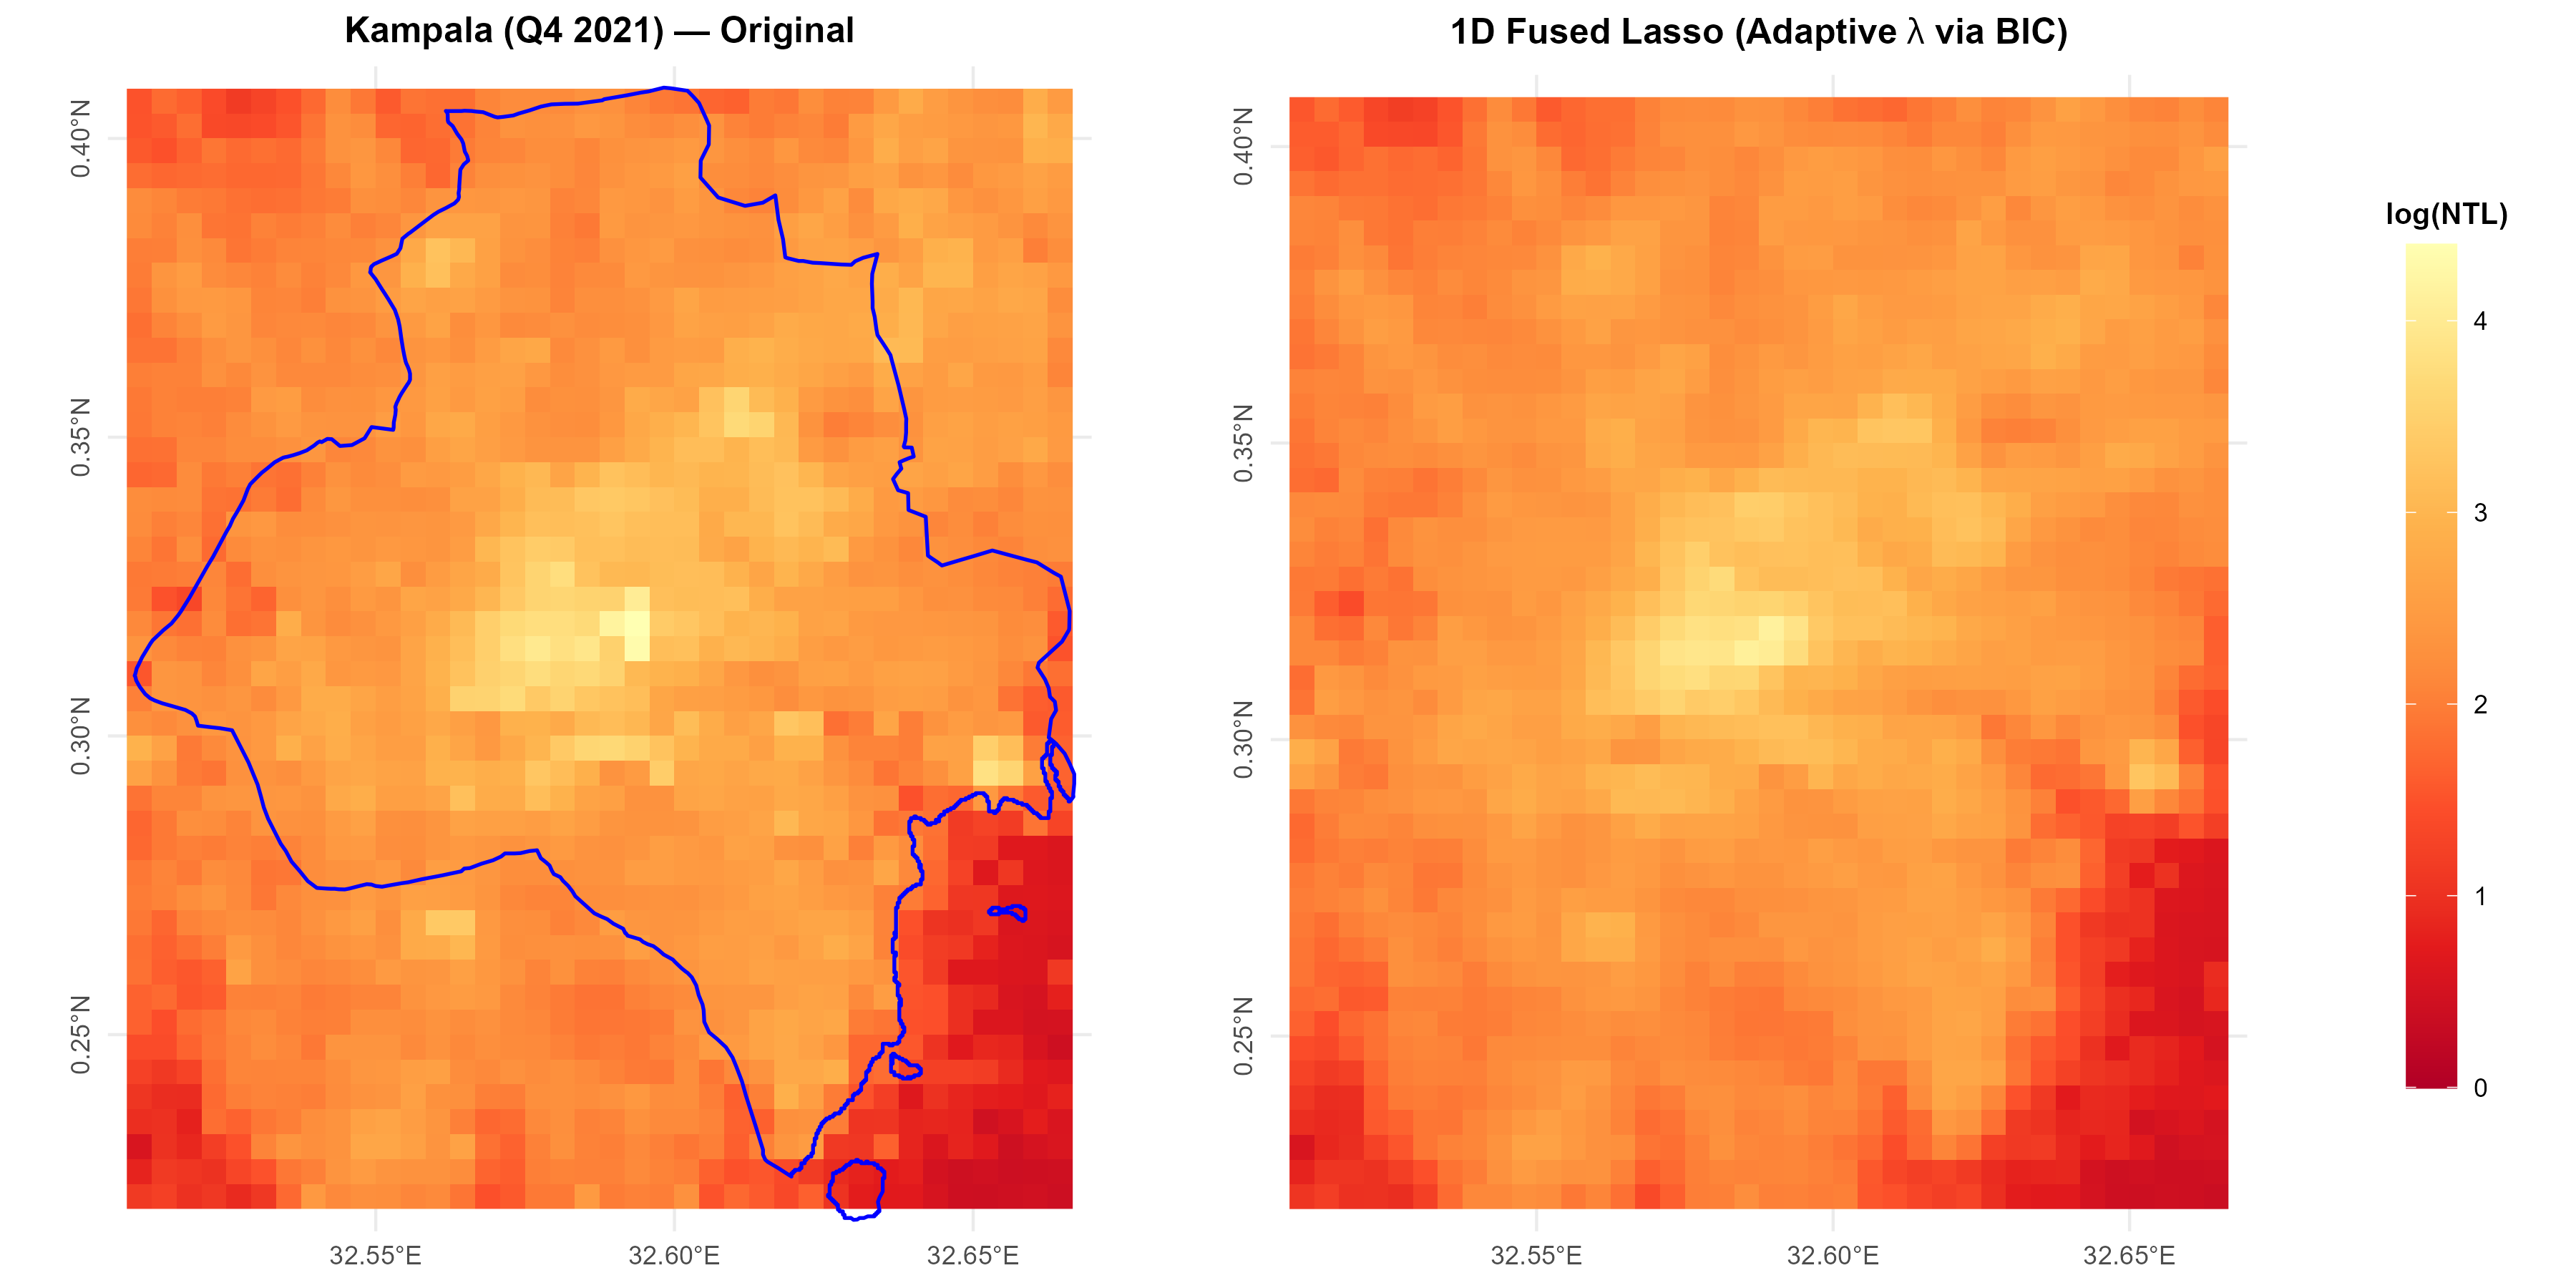 Kampala (Q4 2021) — Original
1D Fused Lasso (Adaptive λ via BIC)
0.40°N
0.35°N
0.30°N
0.25°N
32.55°E
32.60°E
32.65°E
0.40°N
0.35°N
0.30°N
0.25°N
32.55°E
32.60°E
32.65°E
log(NTL)
4
3
2
1
0